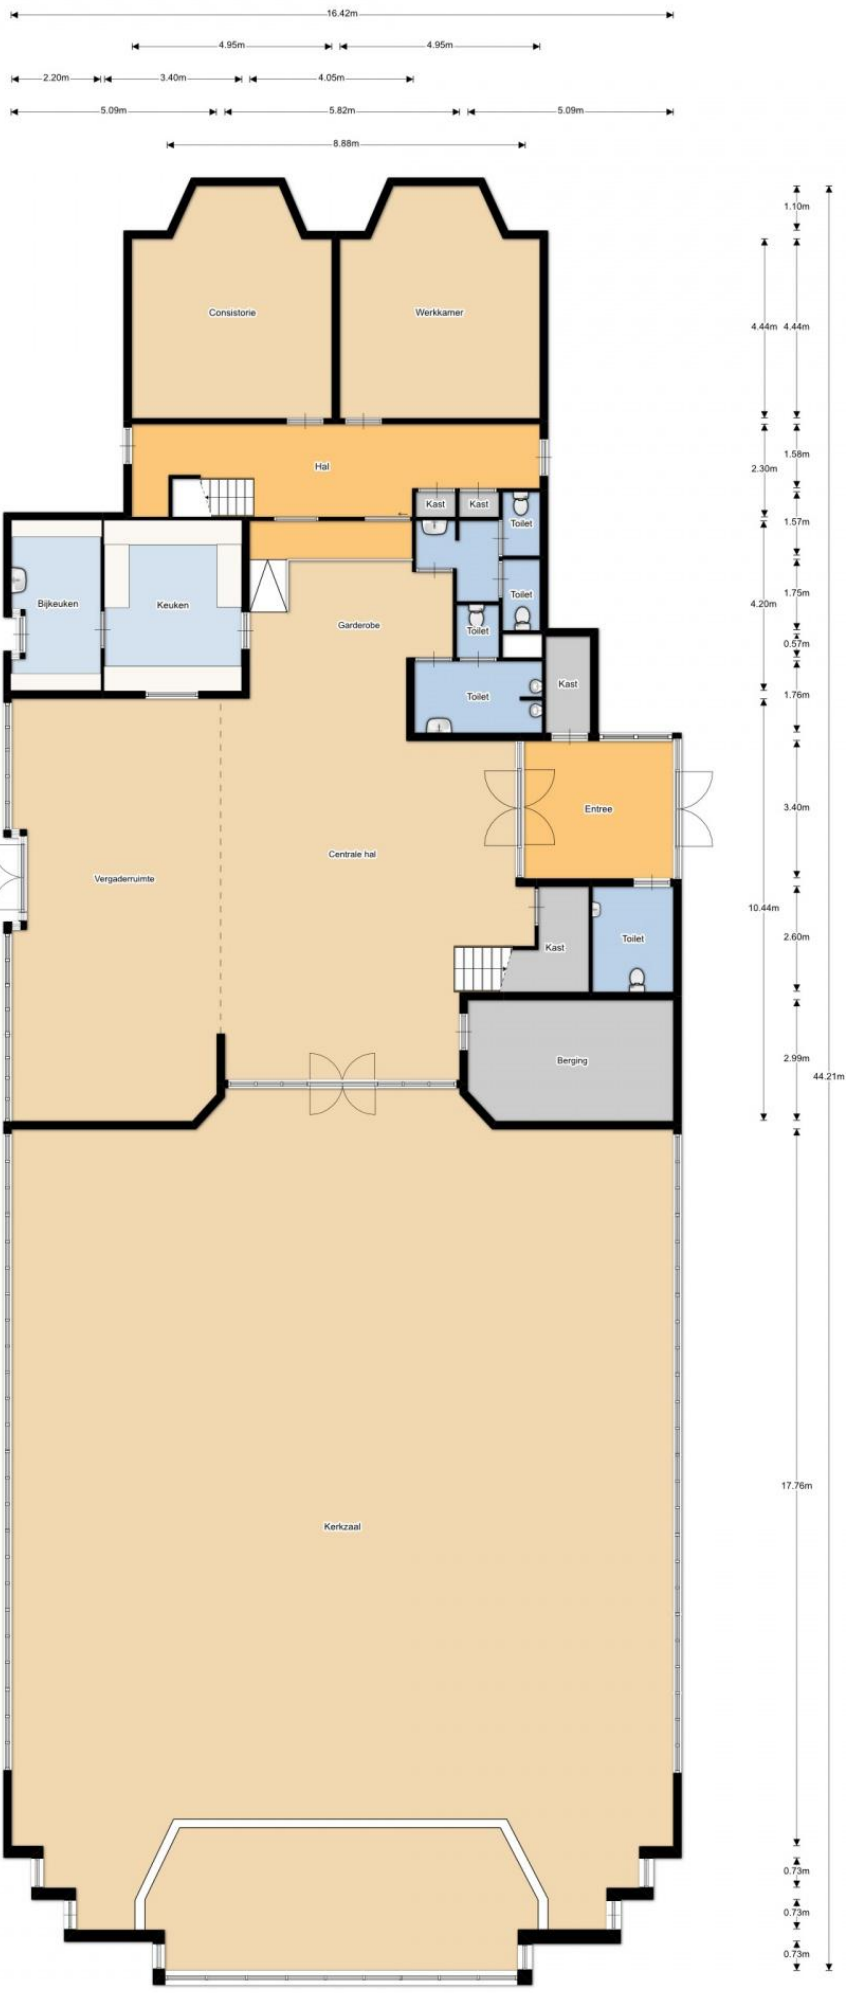 16.42m
4.95m 4.95m
2.20m 3.40m 4.05m
5.09m 5.82m 5.09m
8.88m
1.10m
Consistorie Werkkamer
4.44m 4.44m
Hal
1.58m
2.30m
Kast Kast
Toilet
1.57m
Bijkeuken Keuken
Toilet
1.75m
4.20m
Garderobe
Toilet
0.57m
Kast
Toilet
1.76m
Entree
3.40m
Centrale hal
Vergaderruimte
10.44m
Toilet
2.60m
Kast
Berging
2.99m
44.21m
17.76m
Kerkzaal
0.73m
0.73m
0.73m